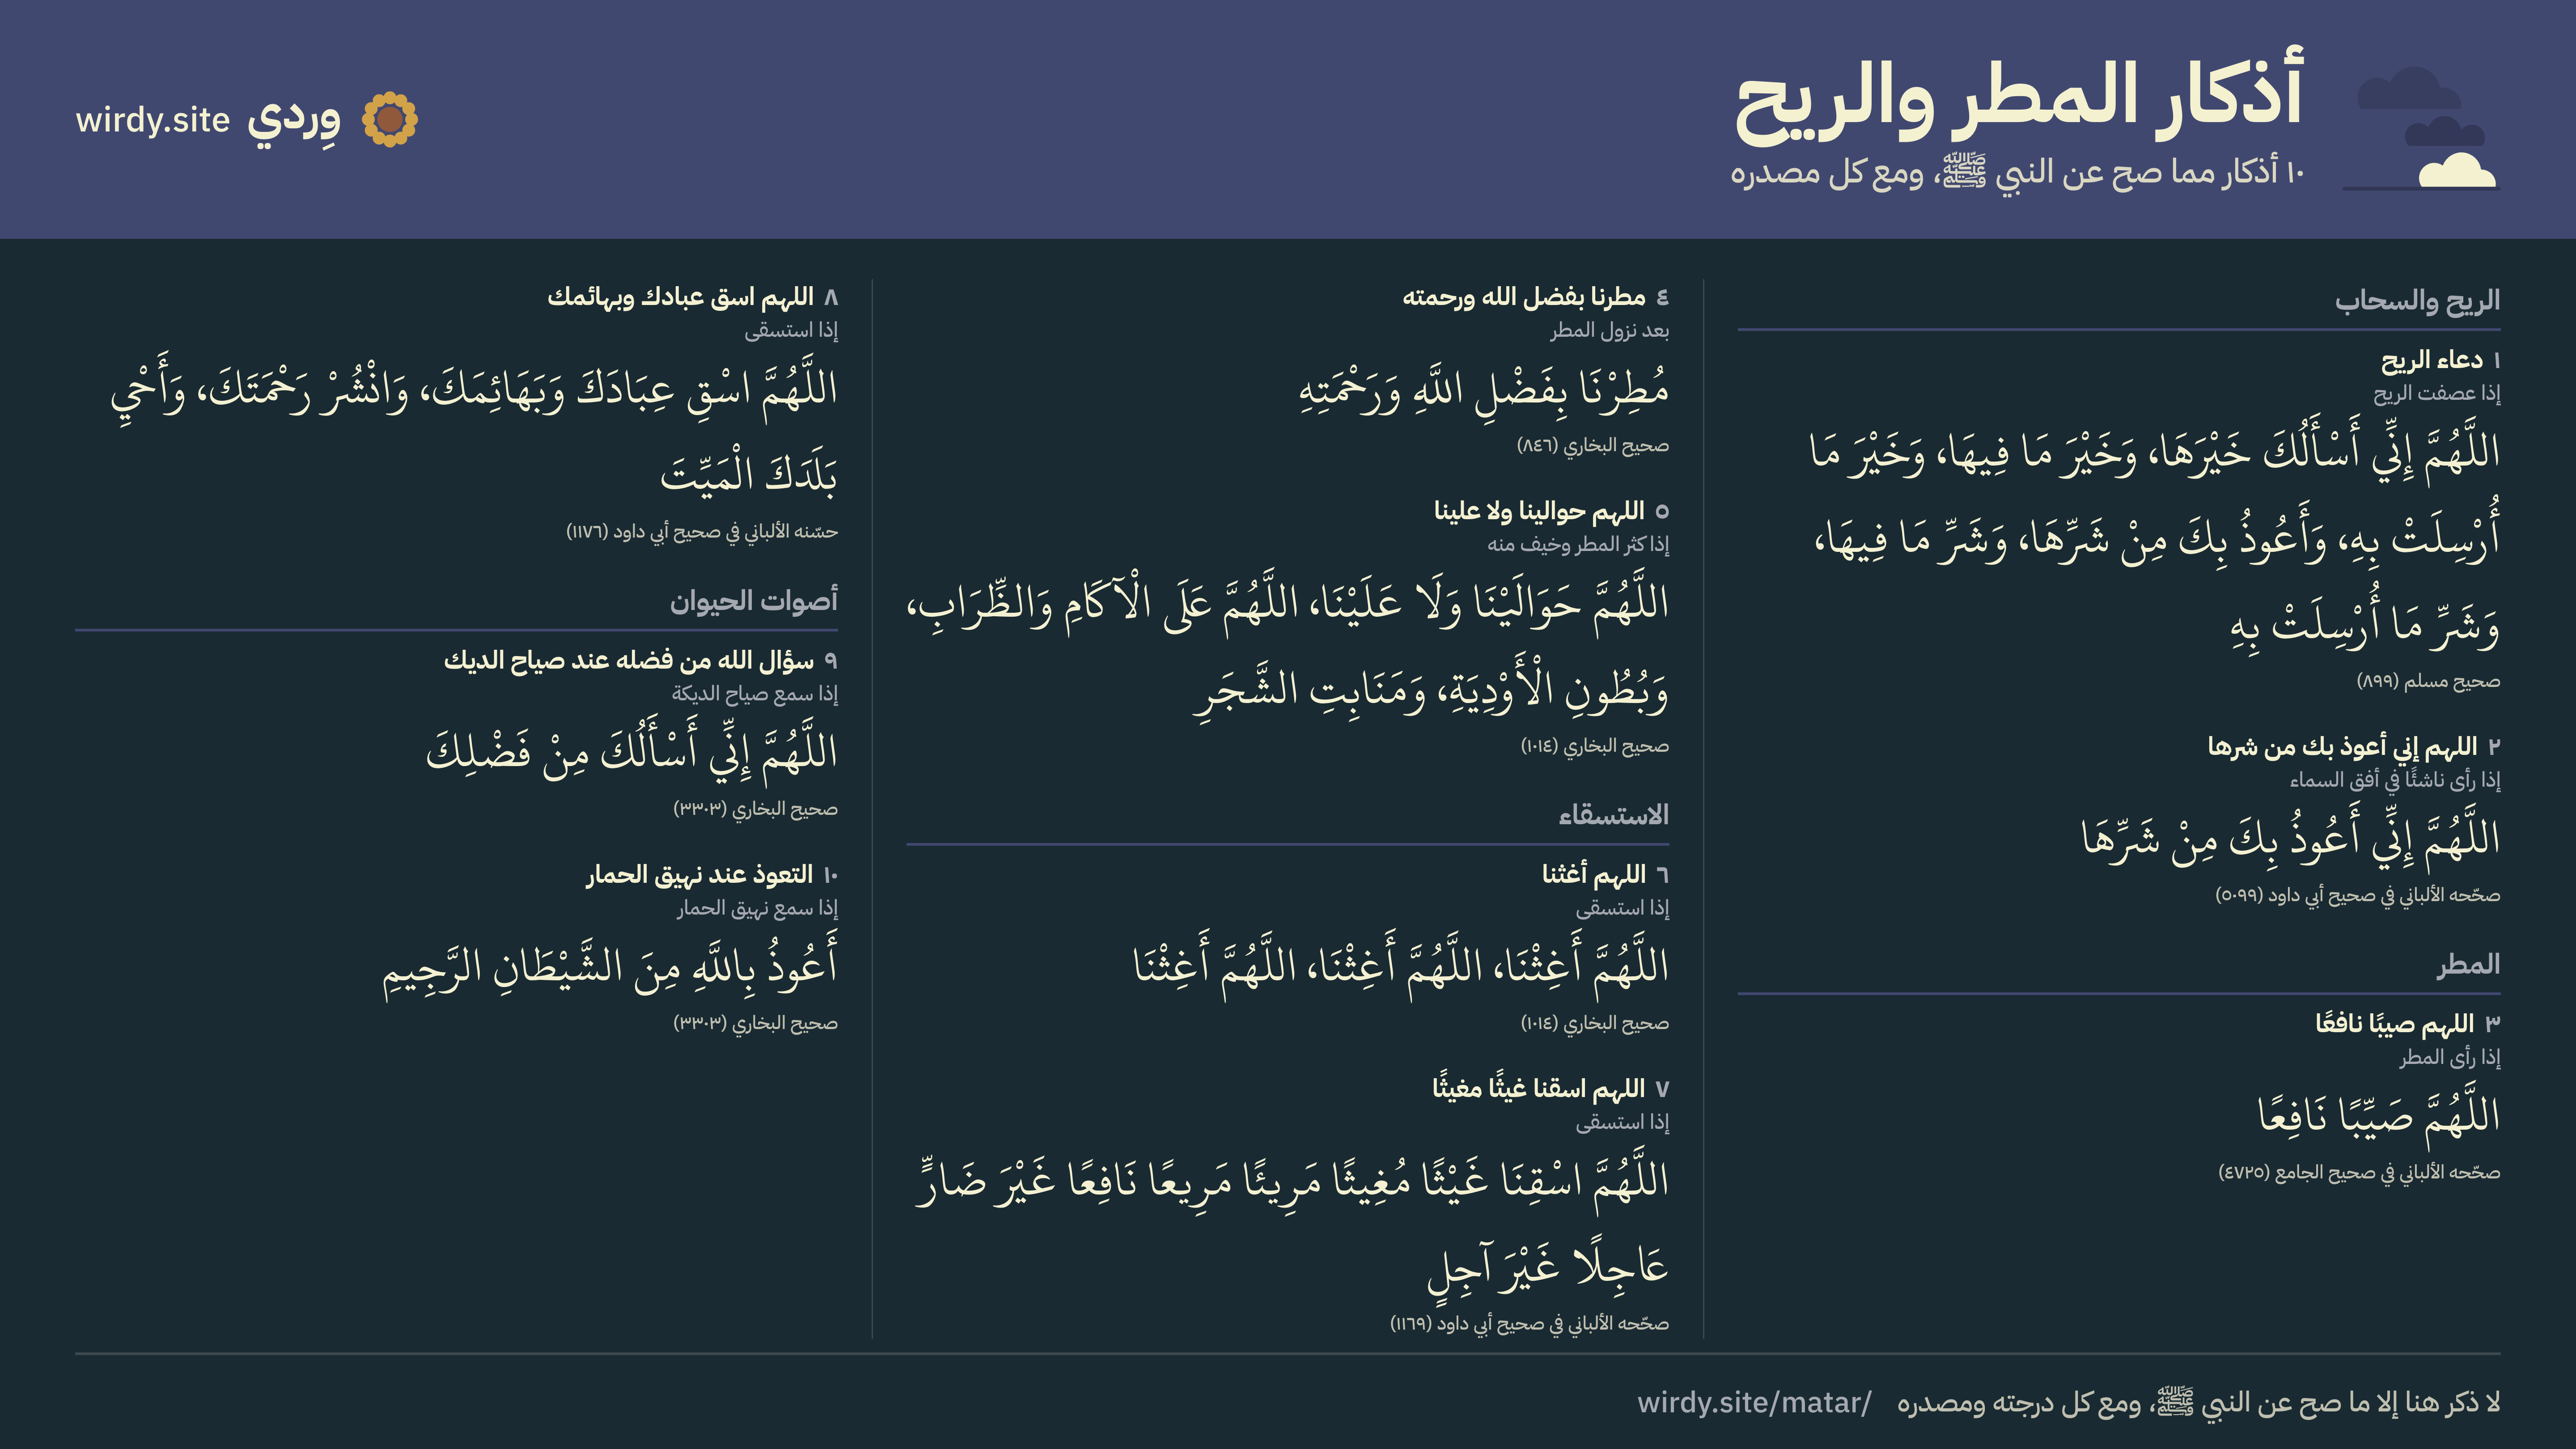 أذكار المطر والريح
١٠ أذكار مما صح عن النبي ﷺ، ومع كل مصدره
وِردي wirdy.site
الريح والسحاب
١ دعاء الريح
إذا عصفت الريح
اللَّهُمَّ إِنِّي أَسْأَلُكَ خَيْرَهَا، وَخَيْرَ مَا فِيهَا، وَخَيْرَ مَا
أُرْسِلَتْ بِهِ، وَأَعُوذُ بِكَ مِنْ شَرِّهَا، وَشَرِّ مَا فِيهَا،
وَشَرِّ مَا أُرْسِلَتْ بِهِ
صحيح مسلم (٨٩٩)
٢ اللهم إني أعوذ بك من شرها
إذا رأى ناشئًا في أفق السماء
اللَّهُمَّ إِنِّي أَعُوذُ بِكَ مِنْ شَرِّهَا
صحّحه الألباني في صحيح أبي داود (٥٠٩٩)
المطر
٣ اللهم صيبًا نافعًا
إذا رأى المطر
اللَّهُمَّ صَيِّبًا نَافِعًا
صحّحه الألباني في صحيح الجامع (٤٧٢٥)
٤ مطرنا بفضل الله ورحمته
بعد نزول المطر
مُطِرْنَا بِفَضْلِ اللَّهِ وَرَحْمَتِهِ
صحيح البخاري (٨٤٦)
٥ اللهم حوالينا ولا علينا
إذا كثر المطر وخيف منه
اللَّهُمَّ حَوَالَيْنَا وَلَا عَلَيْنَا، اللَّهُمَّ عَلَى الْآكَامِ وَالظِّرَابِ،
وَبُطُونِ الْأَوْدِيَةِ، وَمَنَابِتِ الشَّجَرِ
صحيح البخاري (١٠١٤)
الاستسقاء
٦ اللهم أغثنا
إذا استسقى
اللَّهُمَّ أَغِثْنَا، اللَّهُمَّ أَغِثْنَا، اللَّهُمَّ أَغِثْنَا
صحيح البخاري (١٠١٤)
٧ اللهم اسقنا غيثًا مغيثًا
إذا استسقى
اللَّهُمَّ اسْقِنَا غَيْثًا مُغِيثًا مَرِيئًا مَرِيعًا نَافِعًا غَيْرَ ضَارٍّ
عَاجِلًا غَيْرَ آجِلٍ
صحّحه الألباني في صحيح أبي داود (١١٦٩)
٨ اللهم اسق عبادك وبهائمك
إذا استسقى
اللَّهُمَّ اسْقِ عِبَادَكَ وَبَهَائِمَكَ، وَانْشُرْ رَحْمَتَكَ، وَأَحْيِ
بَلَدَكَ الْمَيِّتَ
حسّنه الألباني في صحيح أبي داود (١١٧٦)
أصوات الحيوان
٩ سؤال الله من فضله عند صياح الديك
إذا سمع صياح الديكة
اللَّهُمَّ إِنِّي أَسْأَلُكَ مِنْ فَضْلِكَ
صحيح البخاري (٣٣٠٣)
١٠ التعوذ عند نهيق الحمار
إذا سمع نهيق الحمار
أَعُوذُ بِاللَّهِ مِنَ الشَّيْطَانِ الرَّجِيمِ
صحيح البخاري (٣٣٠٣)
لا ذكر هنا إلا ما صح عن النبي ﷺ، ومع كل درجته ومصدره wirdy.site/matar/